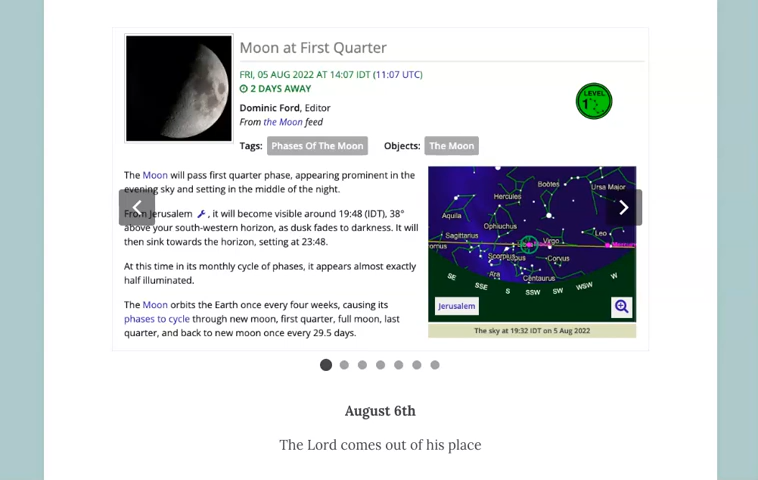 Moon at First Quarter
FRI, 05 AUG 2022 AT 14:07 IDT (11:07 UTC)
2 DAYS AWAY
LEVEL
1
Dominic Ford, Editor
From the Moon feed
Tags: Phases Of The Moon Objects: The Moon
The Moon will pass first quarter phase, appearing prominent in the
evening sky and setting in the middle of the night.
From Jerusalem , it will become visible around 19:48 (IDT), 38°
above your south-western horizon, as dusk fades to darkness. It will
then sink towards the horizon, setting at 23:48.
At this time in its monthly cycle of phases, it appears almost exactly
half illuminated.
The Moon orbits the Earth once every four weeks, causing its
phases to cycle through new moon, first quarter, full moon, last
quarter, and back to new moon once every 29.5 days.
Boötes
Ursa Major
Hercules
Aquila
Ophiuchus
Sagittarius
Virgo
Leo
Corvus
Ara
Centaurus
SE
SSE
S
SSW
SW
WSW
W
Jerusalem
The sky at 19:32 IDT on 5 Aug 2022
August 6th
The Lord comes out of his place